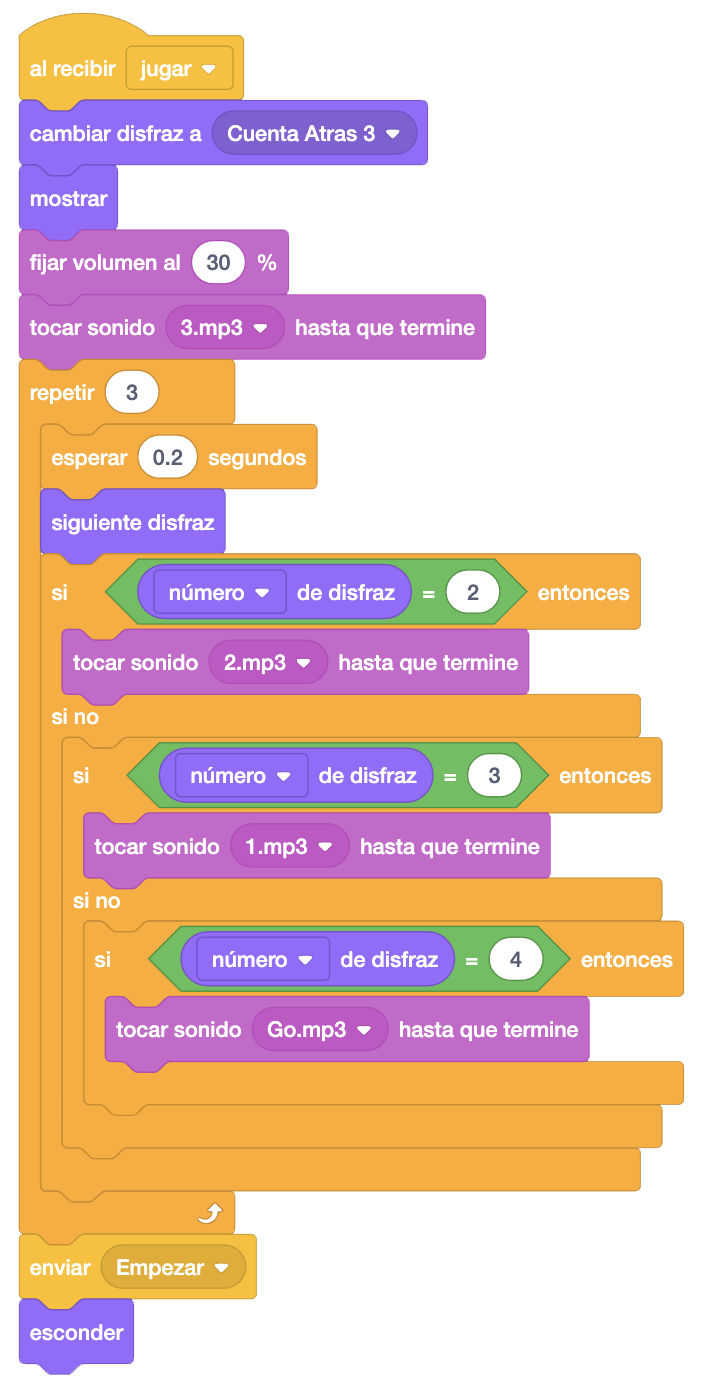 al recibir jugar
cambiar disfraz a Cuenta Atras 3
mostrar
fijar volumen al 30 %
tocar sonido 3.mp3 hasta que termine
repetir 3
esperar 0.2 segundos
siguiente disfraz
si número de disfraz = 2 entonces
tocar sonido 2.mp3 hasta que termine
si no
si número de disfraz = 3 entonces
tocar sonido 1.mp3 hasta que termine
si no
si número de disfraz = 4 entonces
tocar sonido Go.mp3 hasta que termine
enviar Empezar
esconder